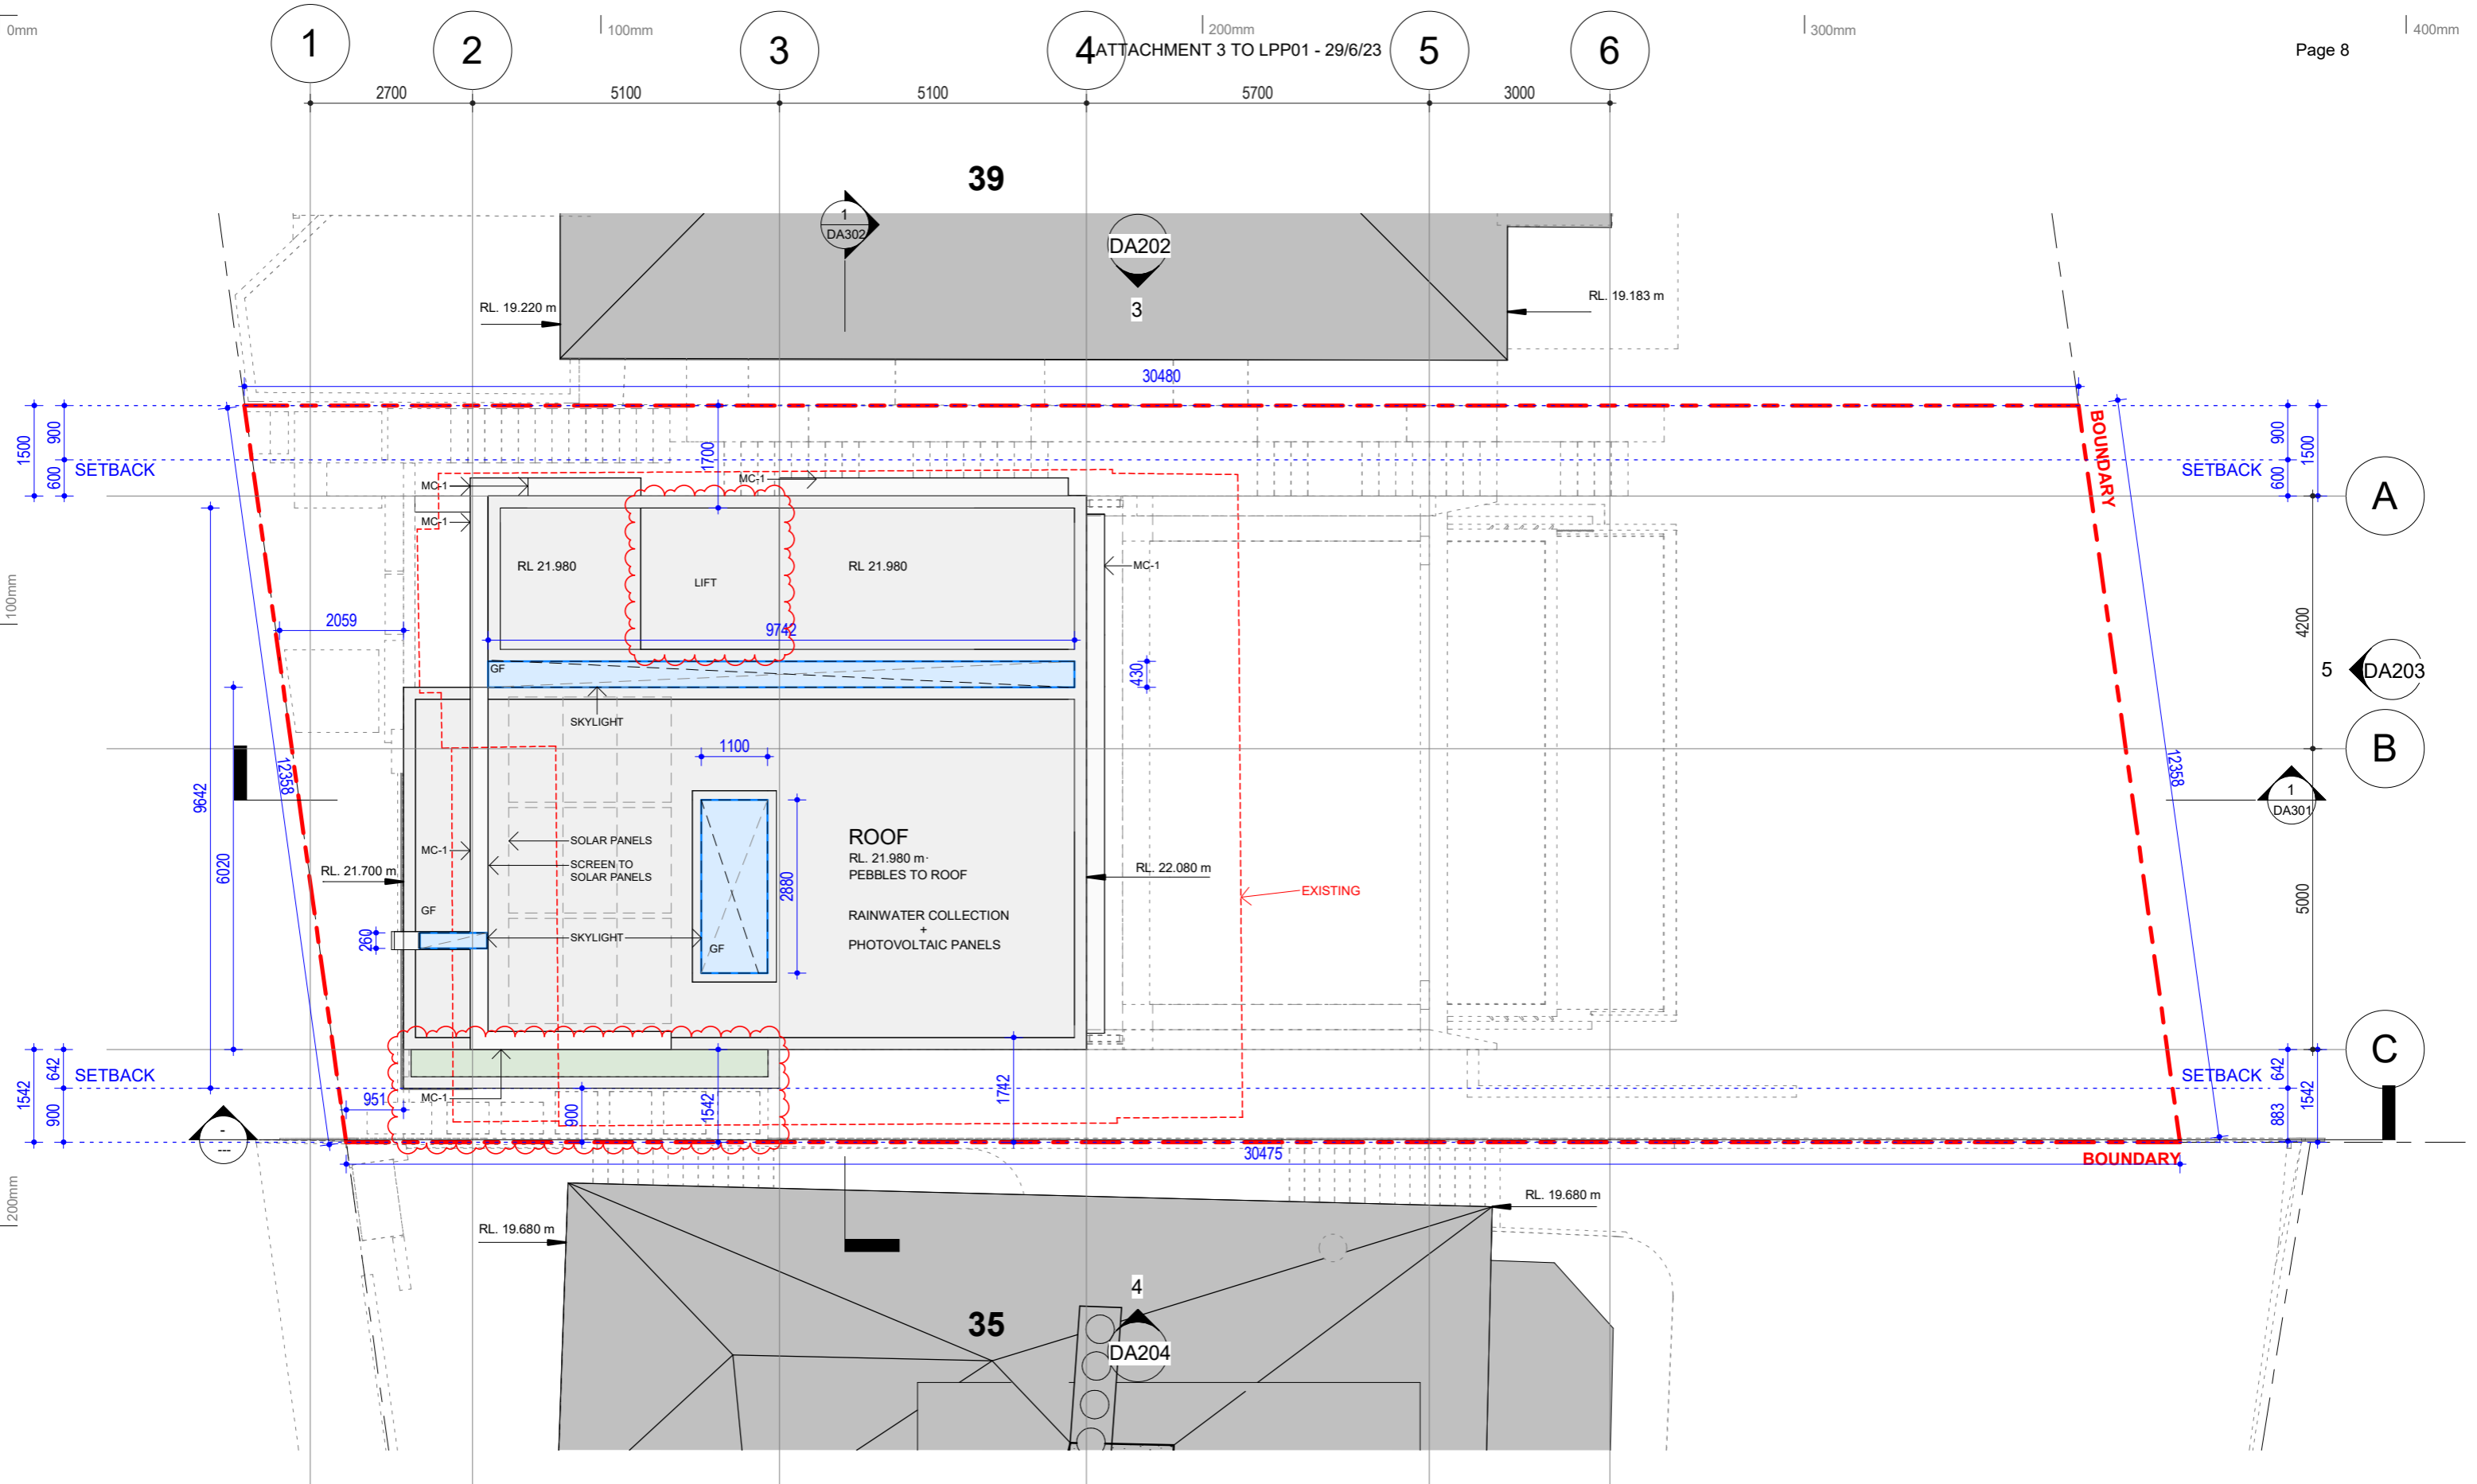 0mm
100mm
200mm
300mm
400mm
1
2
3
4
5
6
ATTACHMENT 3 TO LPP01 - 29/6/23
Page 8
2700
5100
5100
5700
3000
39
1
DA302
DA202
3
RL. 19.220 m
RL. 19.183 m
30480
1500
900
600
SETBACK
1700
BOUNDARY
900
600
1500
SETBACK
A
MC-1
MC-1
MC-1
RL 21.980
LIFT
RL 21.980
MC-1
100mm
2059
9742
GF
430
4200
5
DA203
SKYLIGHT
1100
B
12358
12358
9642
6020
1
DA301
SOLAR PANELS
SCREEN TO
SOLAR PANELS
MC-1
RL. 21.700 m
2880
ROOF
RL. 21.980 m
PEBBLES TO ROOF
RL. 22.080 m
EXISTING
5000
GF
RAINWATER COLLECTION
+
PHOTOVOLTAIC PANELS
260
SKYLIGHT
GF
C
1542
642
900
SETBACK
951
MC-1
900
1542
1742
SETBACK
642
883
1542
-
---
30475
BOUNDARY
200mm
RL. 19.680 m
RL. 19.680 m
4
35
DA204